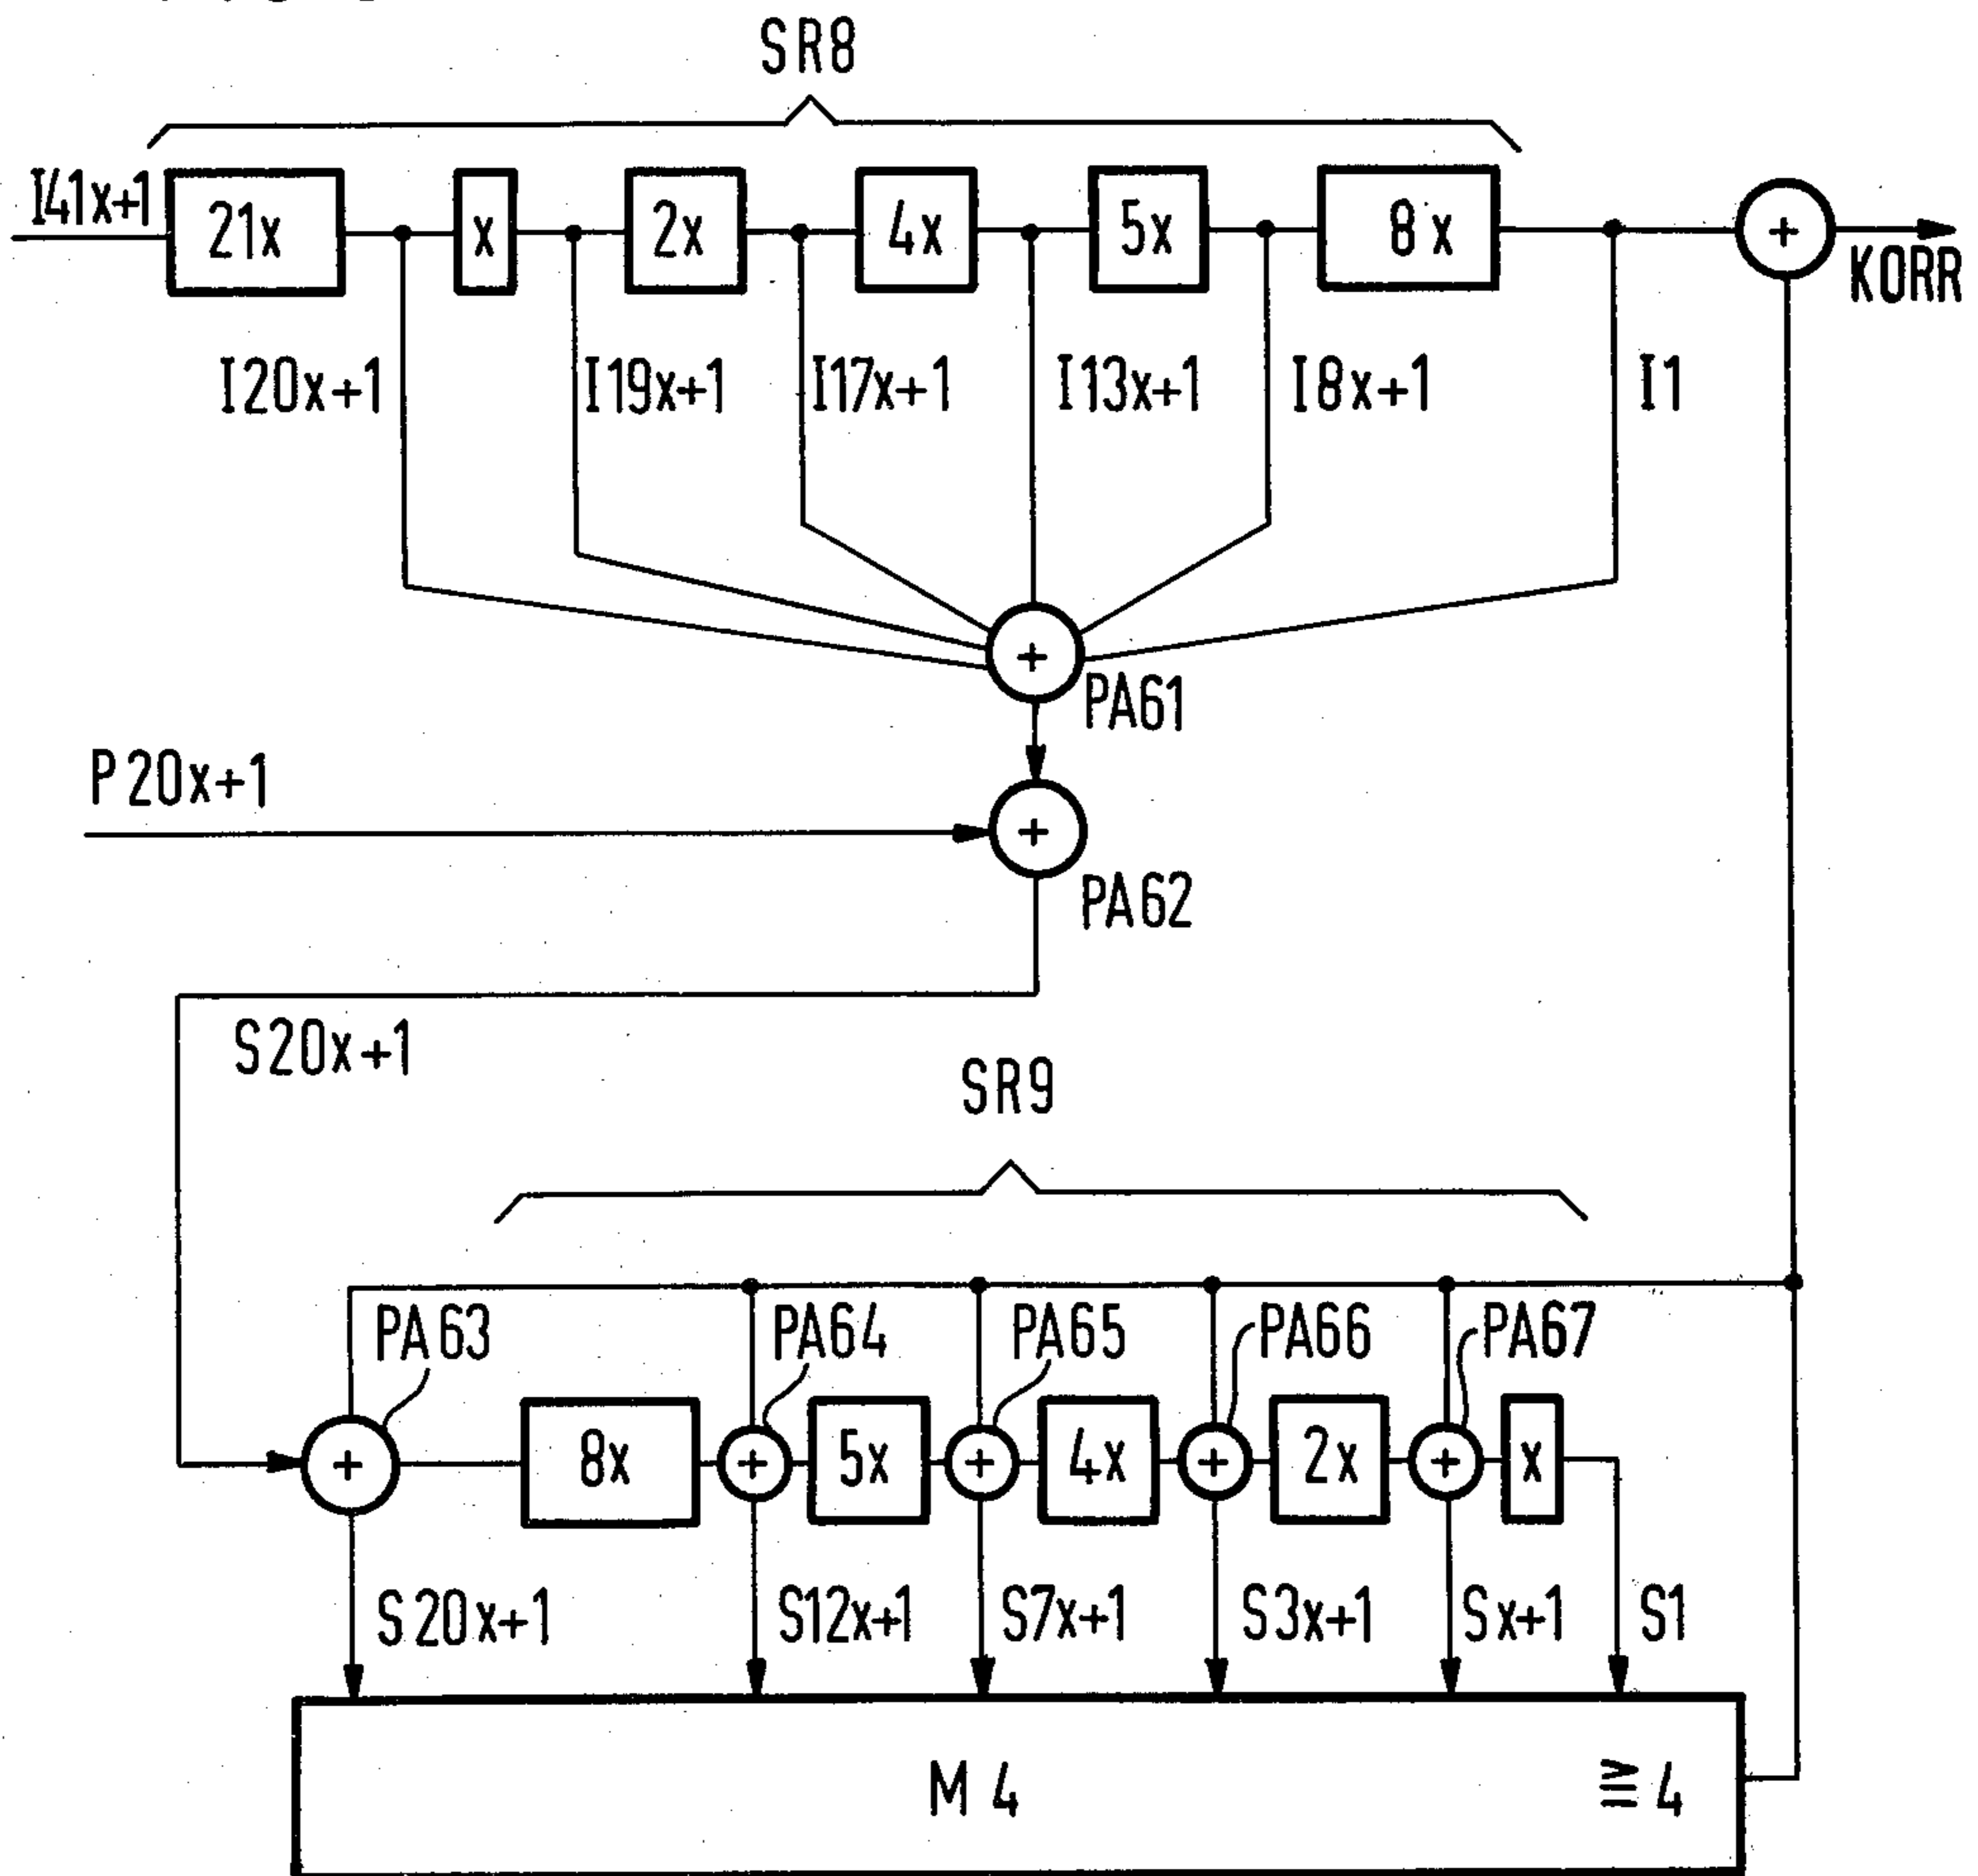 SR8
I41x+1
21x x 2x 4x 5x 8x +
KORR
I20x+1 I19x+1 I17x+1 I13x+1 I8x+1 I1
+
PA61
P20x+1
+
PA62
S20x+1
SR9
PA63 PA64 PA65 PA66 PA67
+ 8x + 5x + 4x + 2x + x
S20x+1 S12x+1 S7x+1 S3x+1 Sx+1 S1
M4 ≧4